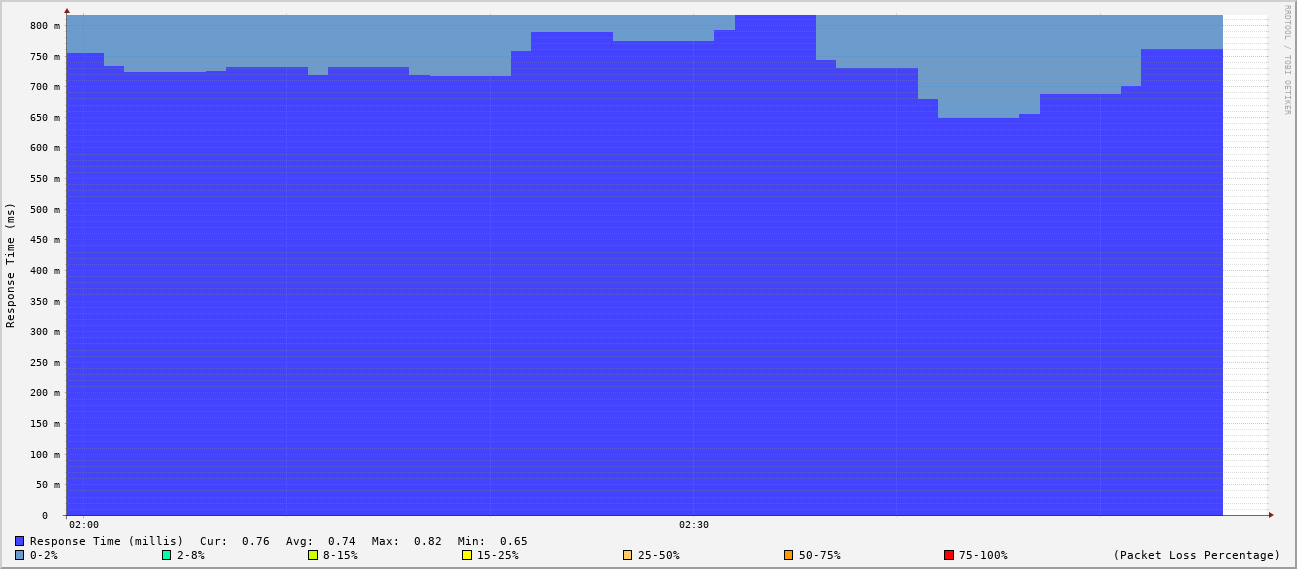 RRDTOOL / TOBI OETIKER
Response Time (ms)
800 m
750 m
700 m
650 m
600 m
550 m
500 m
450 m
400 m
350 m
300 m
250 m
200 m
150 m
100 m
50 m
0
02:00 02:30
Response Time (millis) Cur: 0.76 Avg: 0.74 Max: 0.82 Min: 0.65
0-2% 2-8% 8-15% 15-25% 25-50% 50-75% 75-100% (Packet Loss Percentage)